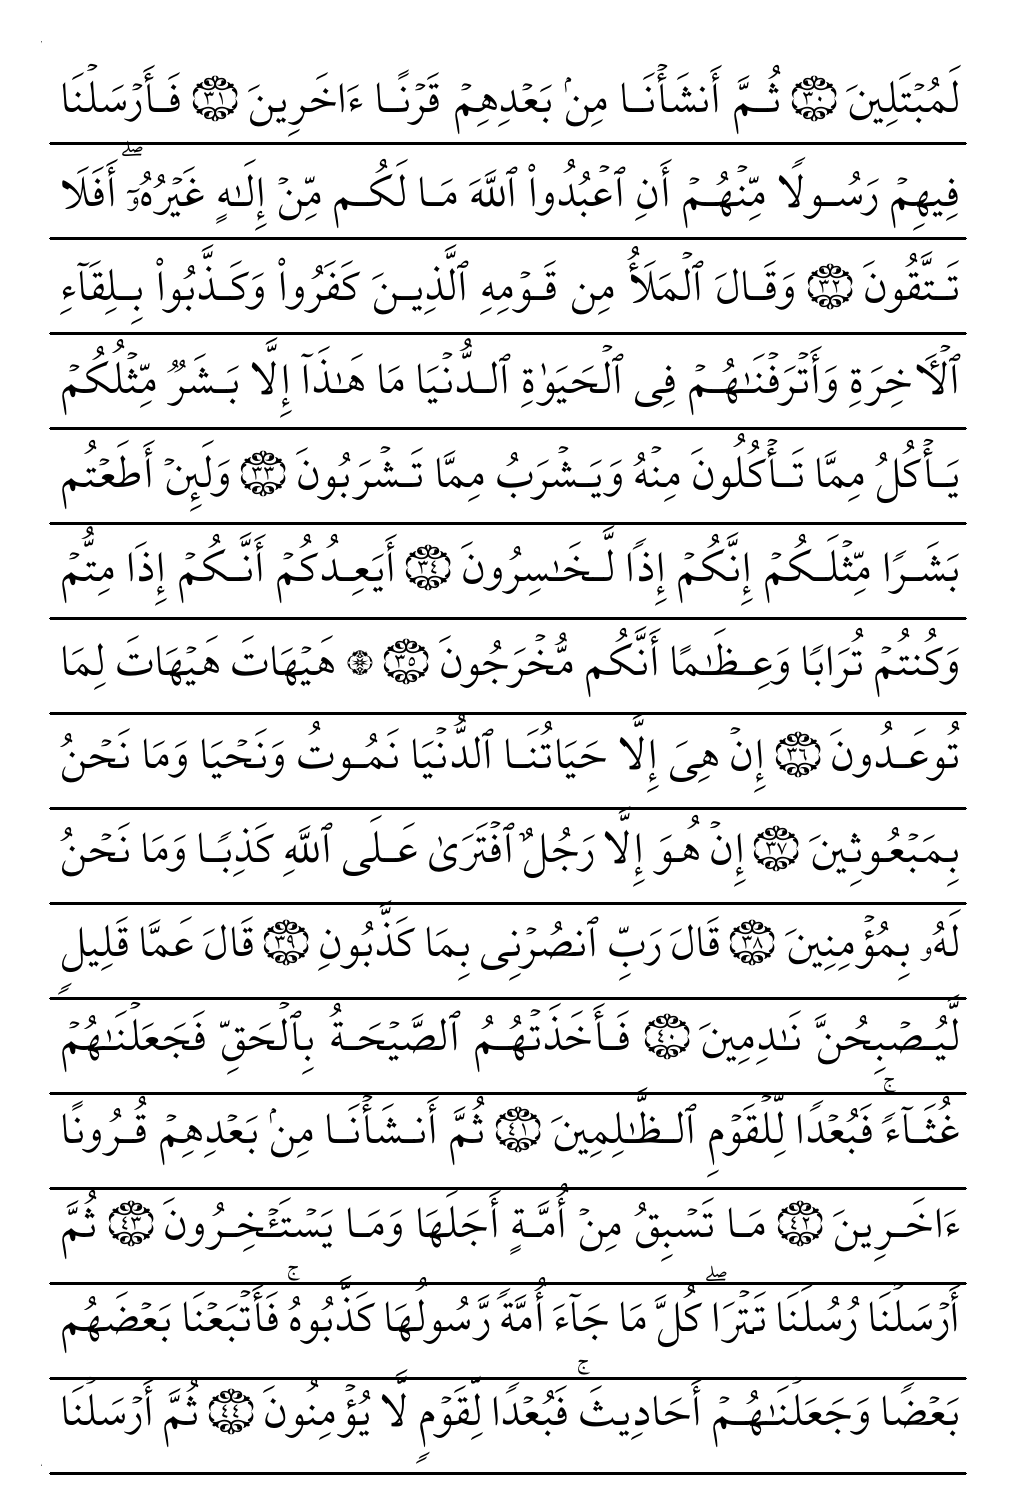 لَمُبۡتَلِينَ ٣٠ ثُمَّ أَنشَأۡنَا مِنۢ بَعۡدِهِمۡ قَرۡنًا ءَاخَرِينَ ٣١ فَأَرۡسَلۡنَا
فِيهِمۡ رَسُولًا مِّنۡهُمۡ أَنِ ٱعۡبُدُواْ ٱللَّهَ مَا لَكُم مِّنۡ إِلَٰهٍ غَيۡرُهُۥٓۖ أَفَلَا
تَتَّقُونَ ٣٢ وَقَالَ ٱلۡمَلَأُ مِن قَوۡمِهِ ٱلَّذِينَ كَفَرُواْ وَكَذَّبُواْ بِلِقَآءِ
ٱلۡأٓخِرَةِ وَأَتۡرَفۡنَٰهُمۡ فِي ٱلۡحَيَوٰةِ ٱلدُّنۡيَا مَا هَٰذَآ إِلَّا بَشَرٞ مِّثۡلُكُمۡ
يَأۡكُلُ مِمَّا تَأۡكُلُونَ مِنۡهُ وَيَشۡرَبُ مِمَّا تَشۡرَبُونَ ٣٣ وَلَئِنۡ أَطَعۡتُم
بَشَرٗا مِّثۡلَكُمۡ إِنَّكُمۡ إِذٗا لَّخَٰسِرُونَ ٣٤ أَيَعِدُكُمۡ أَنَّكُمۡ إِذَا مِتُّمۡ
وَكُنتُمۡ تُرَابٗا وَعِظَٰمًا أَنَّكُم مُّخۡرَجُونَ ٣٥ ۞ هَيۡهَاتَ هَيۡهَاتَ لِمَا
تُوعَدُونَ ٣٦ إِنۡ هِيَ إِلَّا حَيَاتُنَا ٱلدُّنۡيَا نَمُوتُ وَنَحۡيَا وَمَا نَحۡنُ
بِمَبۡعُوثِينَ ٣٧ إِنۡ هُوَ إِلَّا رَجُلٌ ٱفۡتَرَىٰ عَلَى ٱللَّهِ كَذِبٗا وَمَا نَحۡنُ
لَهُۥ بِمُؤۡمِنِينَ ٣٨ قَالَ رَبِّ ٱنصُرۡنِي بِمَا كَذَّبُونِ ٣٩ قَالَ عَمَّا قَلِيلٖ
لَّيُصۡبِحُنَّ نَٰدِمِينَ ٤٠ فَأَخَذَتۡهُمُ ٱلصَّيۡحَةُ بِٱلۡحَقِّ فَجَعَلۡنَٰهُمۡ
غُثَآءٗۚ فَبُعۡدٗا لِّلۡقَوۡمِ ٱلظَّٰلِمِينَ ٤١ ثُمَّ أَنشَأۡنَا مِنۢ بَعۡدِهِمۡ قُرُونًا
ءَاخَرِينَ ٤٢ مَا تَسۡبِقُ مِنۡ أُمَّةٍ أَجَلَهَا وَمَا يَسۡتَـٔۡخِرُونَ ٤٣ ثُمَّ
أَرۡسَلۡنَا رُسُلَنَا تَتۡرَاۖ كُلَّ مَا جَآءَ أُمَّةٗ رَّسُولُهَا كَذَّبُوهُۚ فَأَتۡبَعۡنَا بَعۡضَهُم
بَعۡضٗا وَجَعَلۡنَٰهُمۡ أَحَادِيثَۚ فَبُعۡدٗا لِّقَوۡمٖ لَّا يُؤۡمِنُونَ ٤٤ ثُمَّ أَرۡسَلۡنَا